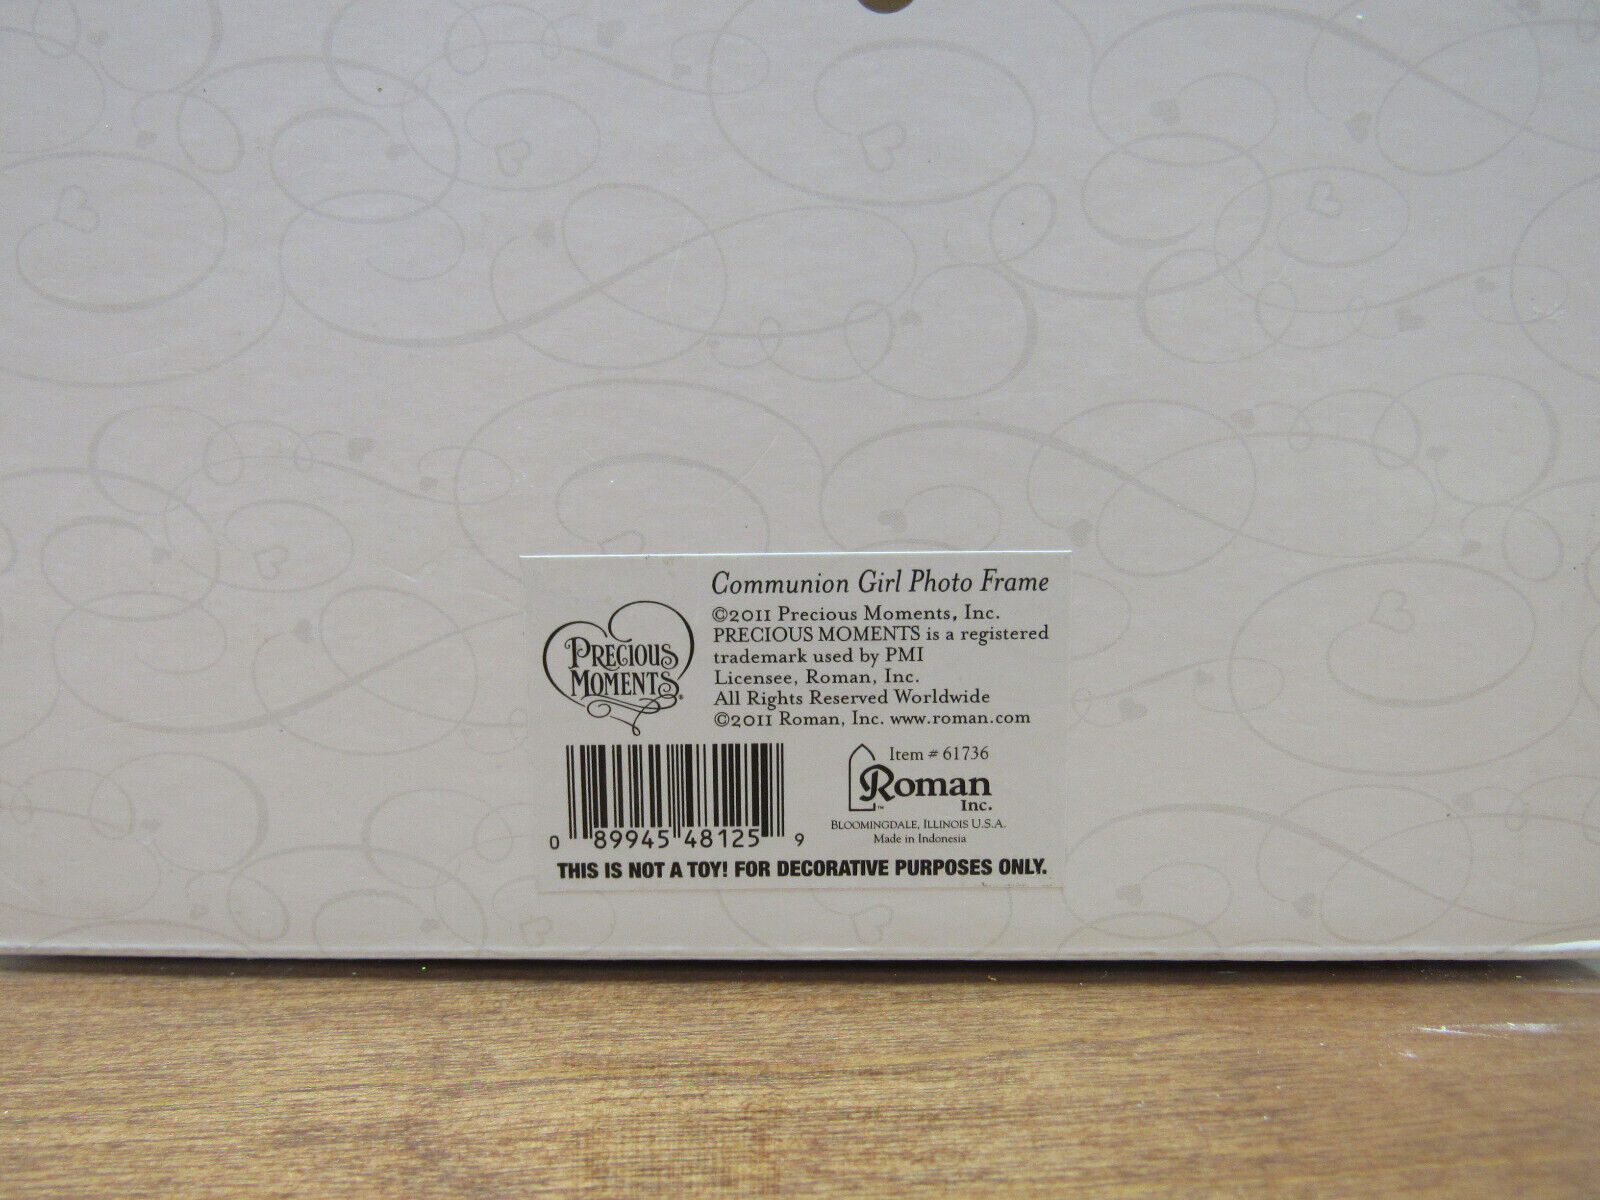 Communion Girl Photo Frame
©2011 Precious Moments, Inc.
PRECIOUS MOMENTS is a registered
trademark used by PMI
Licensee, Roman, Inc.
All Rights Reserved Worldwide
©2011 Roman, Inc. www.roman.com
PRECIOUS
MOMENTS®
Item # 61736
Roman
Inc.™
BLOOMINGDALE, ILLINOIS U.S.A.
Made in Indonesia
0 89945 48125 9
THIS IS NOT A TOY! FOR DECORATIVE PURPOSES ONLY.